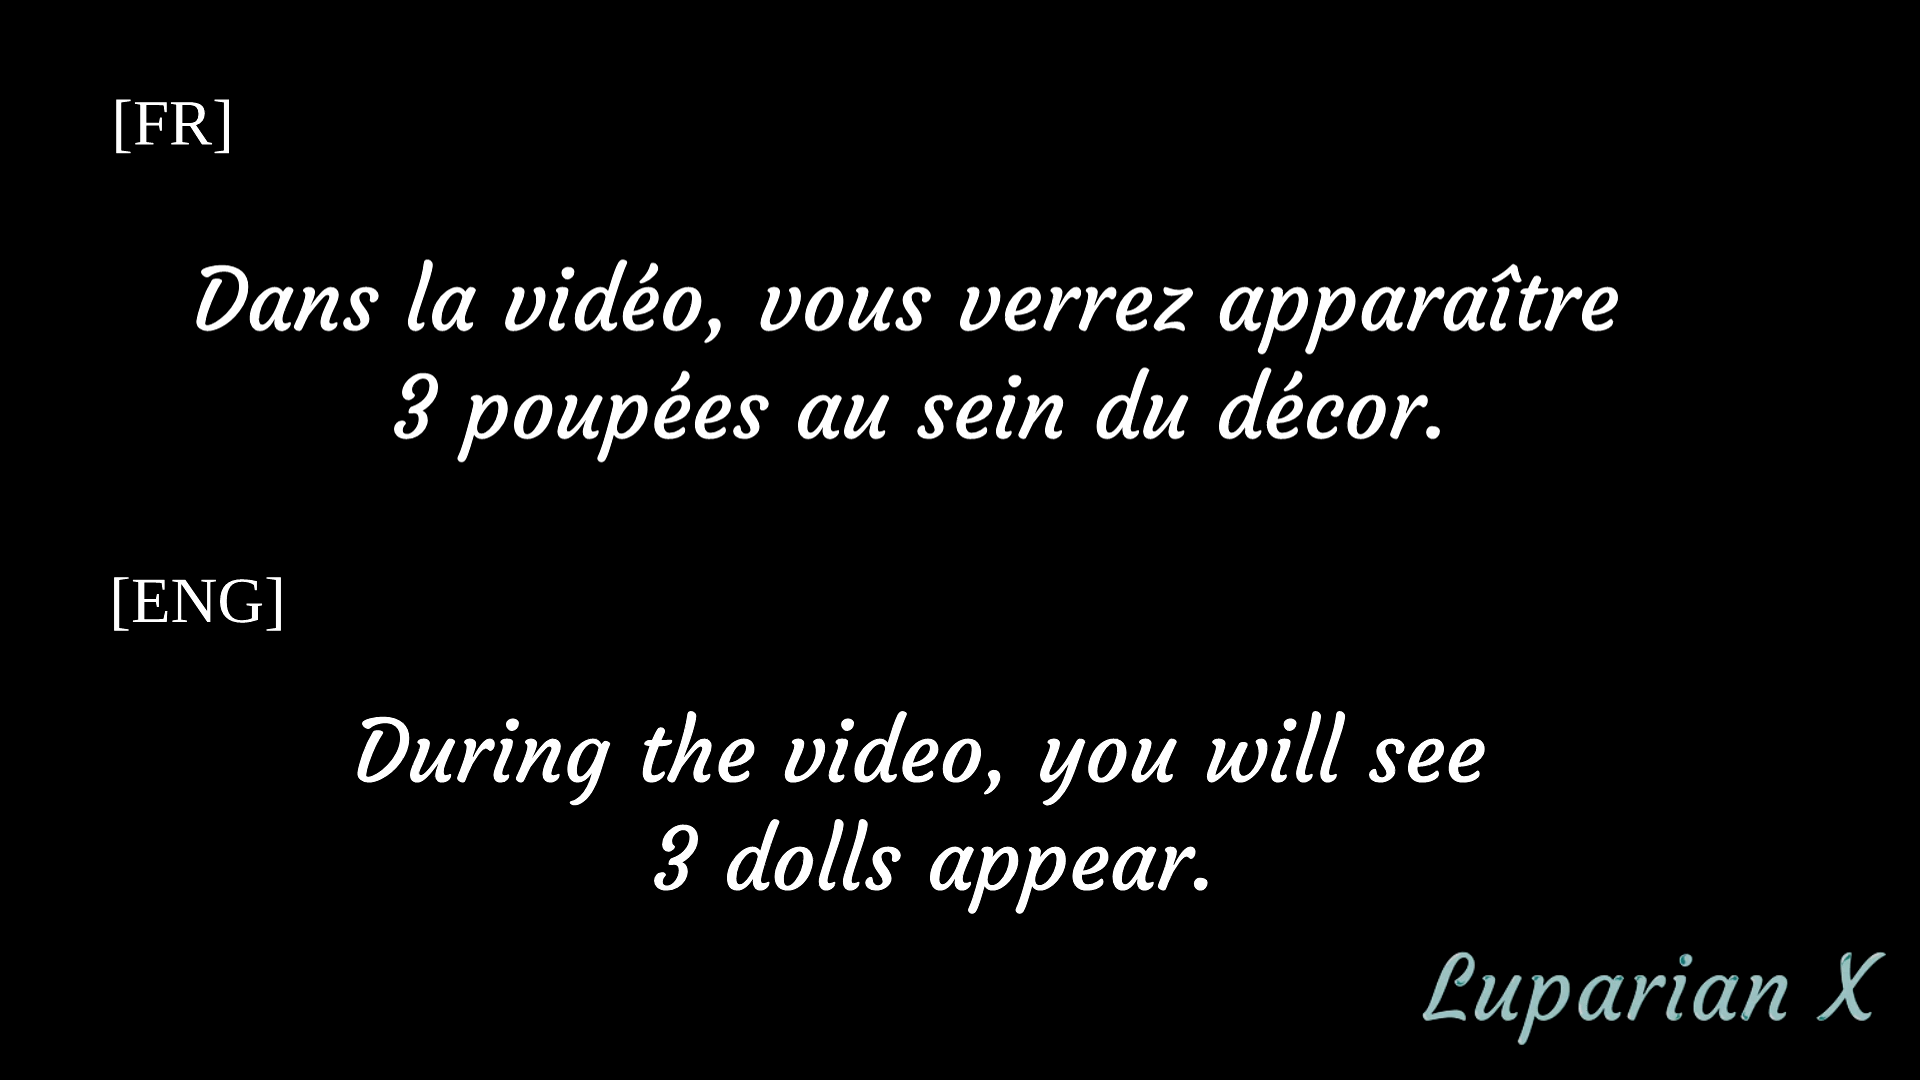 [FR]
Dans la vidéo, vous verrez apparaître
3 poupées au sein du décor.
[ENG]
During the video, you will see
3 dolls appear.
Luparian X